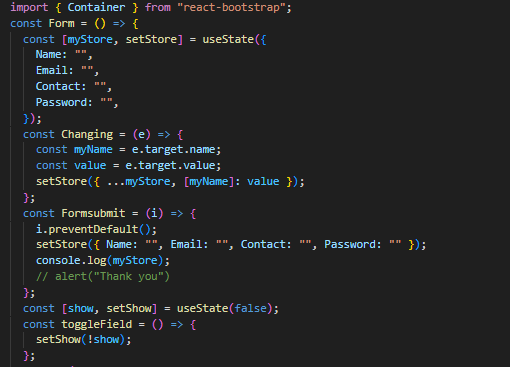 import { Container } from "react-bootstrap";
const Form = () => {
  const [myStore, setStore] = useState({
    Name: "",
    Email: "",
    Contact: "",
    Password: "",
  });
  const Changing = (e) => {
    const myName = e.target.name;
    const value = e.target.value;
    setStore({ ...myStore, [myName]: value });
  };
  const Formsubmit = (i) => {
    i.preventDefault();
    setStore({ Name: "", Email: "", Contact: "", Password: "" });
    console.log(myStore);
    // alert("Thank you")
  };
  const [show, setShow] = useState(false);
  const toggleField = () => {
    setShow(!show);
  };